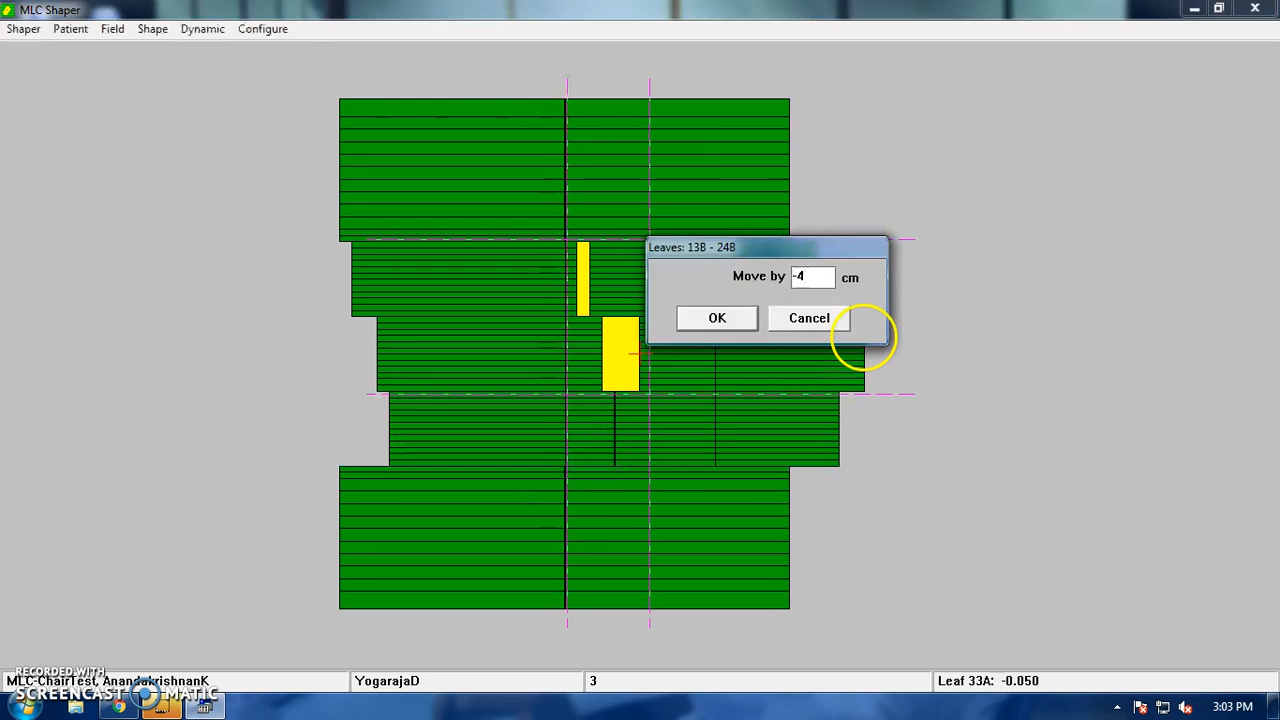 MLC Shaper
Shaper Patient Field Shape Dynamic Configure
Leaves: 13B - 24B
Move by -4 cm
OK Cancel
RECORDED WITH
MLC-ChairTest, AnandakrishnanK YogarajaD 3 Leaf 33A: -0.050
SCREENCAST MATIC
3:03 PM